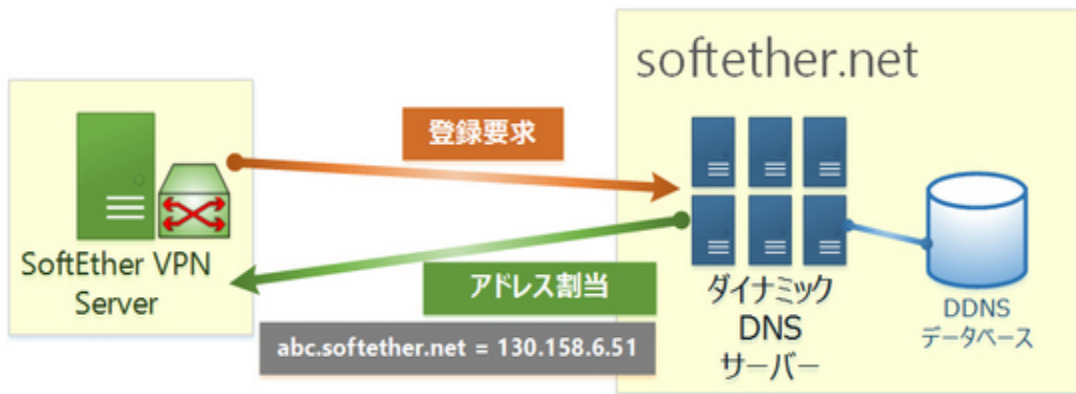 softether.net
登録要求
SoftEther VPN
Server
アドレス割当
abc.softether.net = 130.158.6.51
ダイナミック
DNS
サーバー
DDNS
データベース